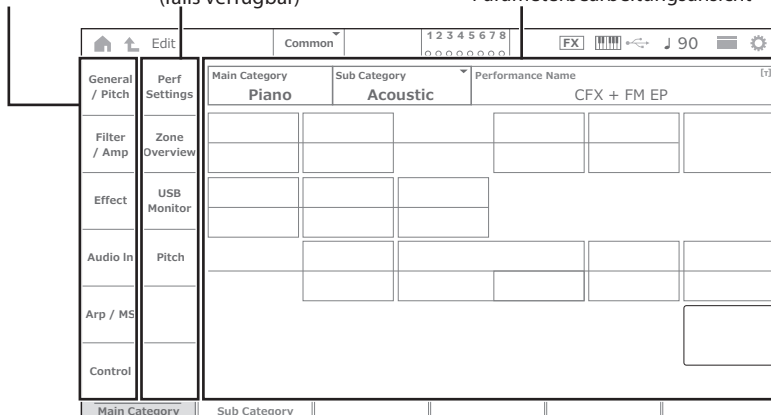 (falls verfügbar)
Parameterbearbeitungsansicht
Edit
Common
1 2 3 4 5 6 7 8
FX
♩ 90
General / Pitch
Filter / Amp
Effect
Audio In
Arp / MS
Control
Perf Settings
Zone Overview
USB Monitor
Pitch
Main Category
Piano
Sub Category
Acoustic
Performance Name
CFX + FM EP
Main Category
Sub Category